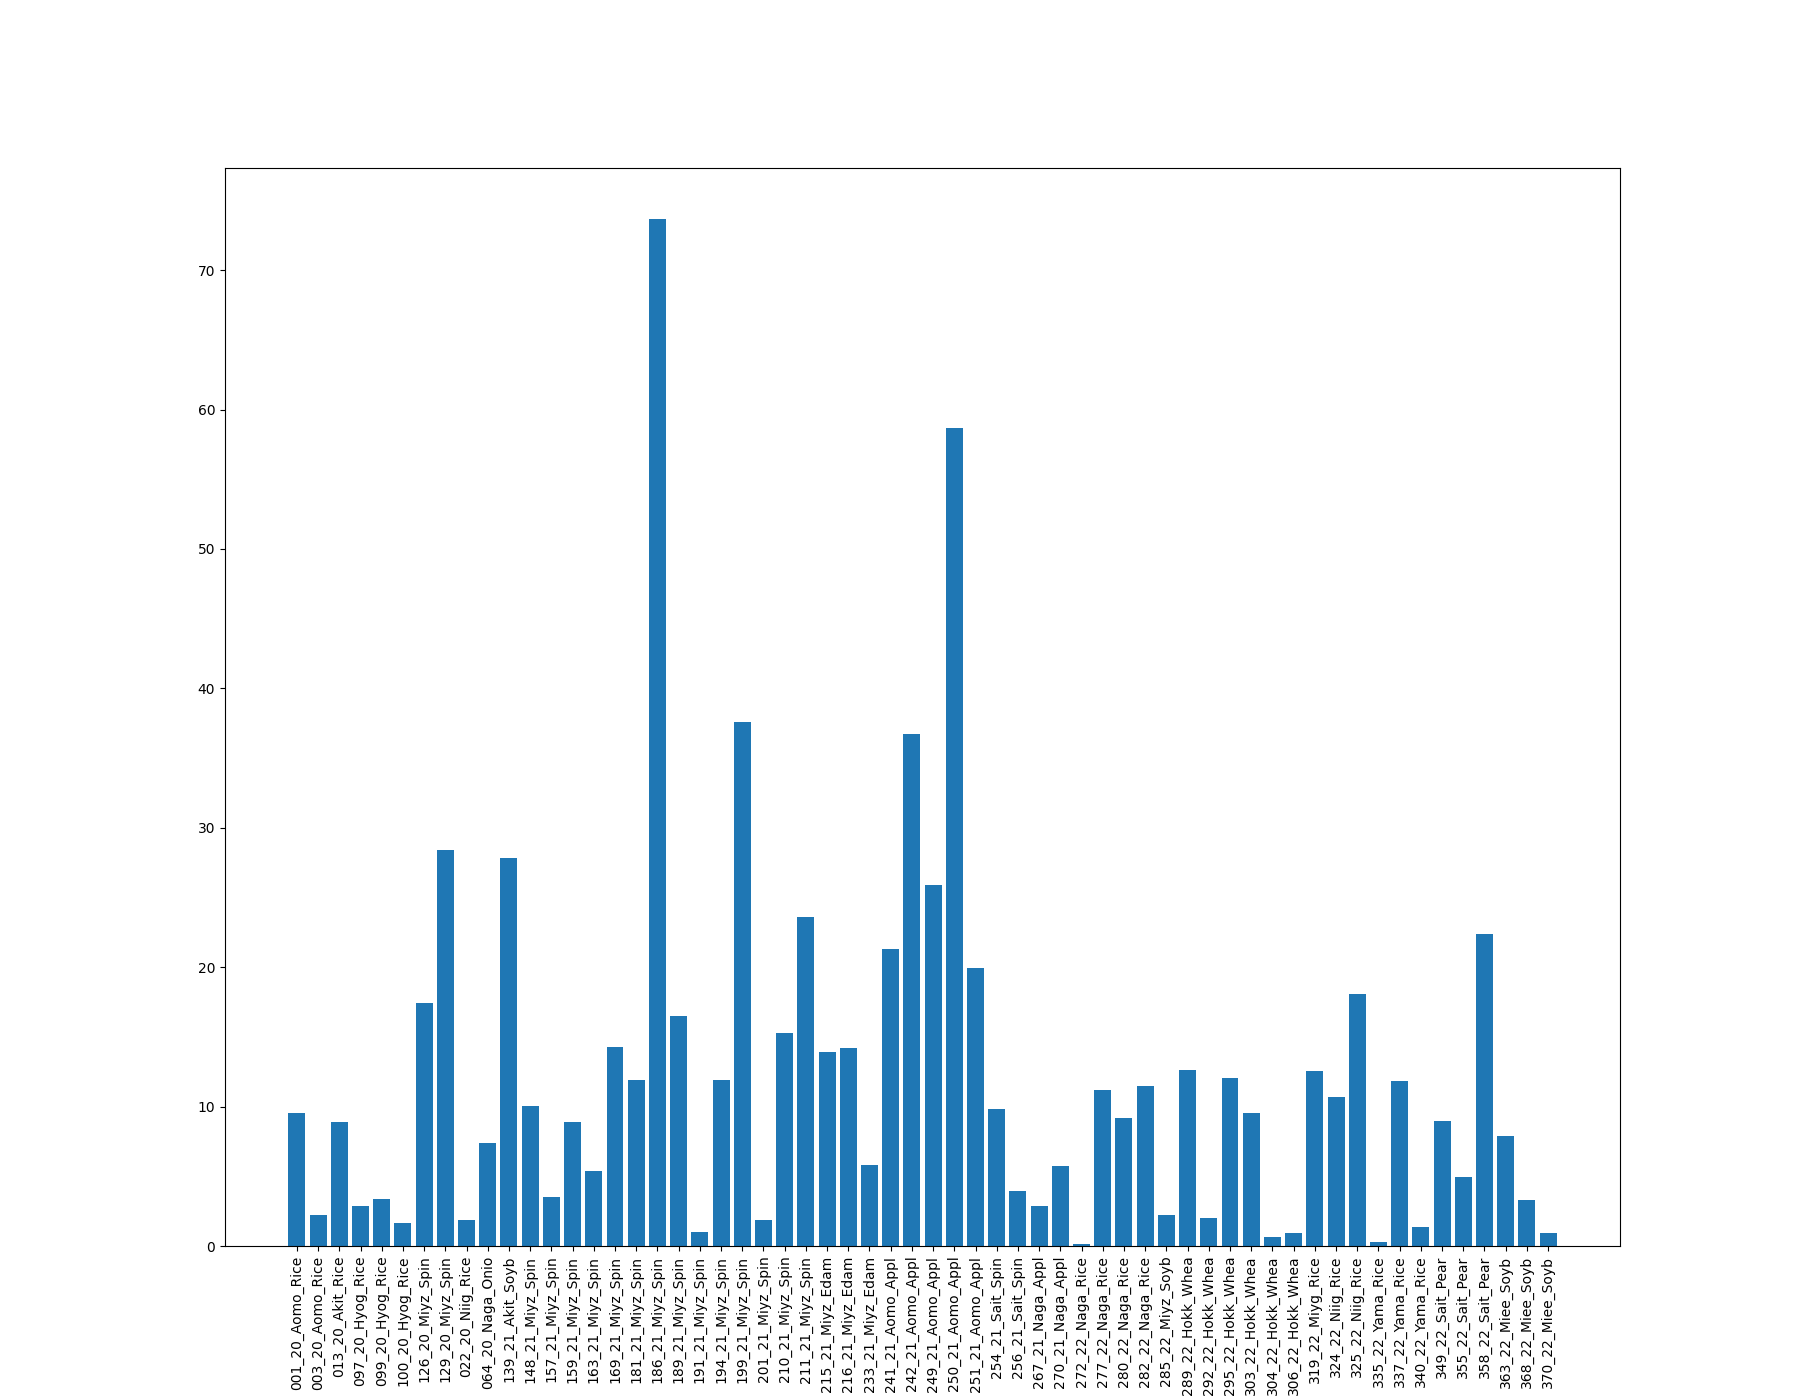 70
60
50
40
30
20
10
0
001_20_Aomo_Rice
003_20_Aomo_Rice
013_20_Akit_Rice
097_20_Hyog_Rice
099_20_Hyog_Rice
100_20_Hyog_Rice
126_20_Miyz_Spin
129_20_Miyz_Spin
022_20_Niig_Rice
064_20_Naga_Onio
139_21_Akit_Soyb
148_21_Miyz_Spin
157_21_Miyz_Spin
159_21_Miyz_Spin
163_21_Miyz_Spin
169_21_Miyz_Spin
181_21_Miyz_Spin
186_21_Miyz_Spin
189_21_Miyz_Spin
191_21_Miyz_Spin
194_21_Miyz_Spin
199_21_Miyz_Spin
201_21_Miyz_Spin
210_21_Miyz_Spin
211_21_Miyz_Spin
215_21_Miyz_Edam
216_21_Miyz_Edam
233_21_Miyz_Edam
241_21_Aomo_Appl
242_21_Aomo_Appl
249_21_Aomo_Appl
250_21_Aomo_Appl
251_21_Aomo_Appl
254_21_Sait_Spin
256_21_Sait_Spin
267_21_Naga_Appl
270_21_Naga_Appl
272_22_Naga_Rice
277_22_Naga_Rice
280_22_Naga_Rice
282_22_Naga_Rice
285_22_Miyz_Soyb
289_22_Hokk_Whea
292_22_Hokk_Whea
295_22_Hokk_Whea
303_22_Hokk_Whea
304_22_Hokk_Whea
306_22_Hokk_Whea
319_22_Miyg_Rice
324_22_Niig_Rice
325_22_Niig_Rice
335_22_Yama_Rice
337_22_Yama_Rice
340_22_Yama_Rice
349_22_Sait_Pear
355_22_Sait_Pear
358_22_Sait_Pear
363_22_Miee_Soyb
368_22_Miee_Soyb
370_22_Miee_Soyb